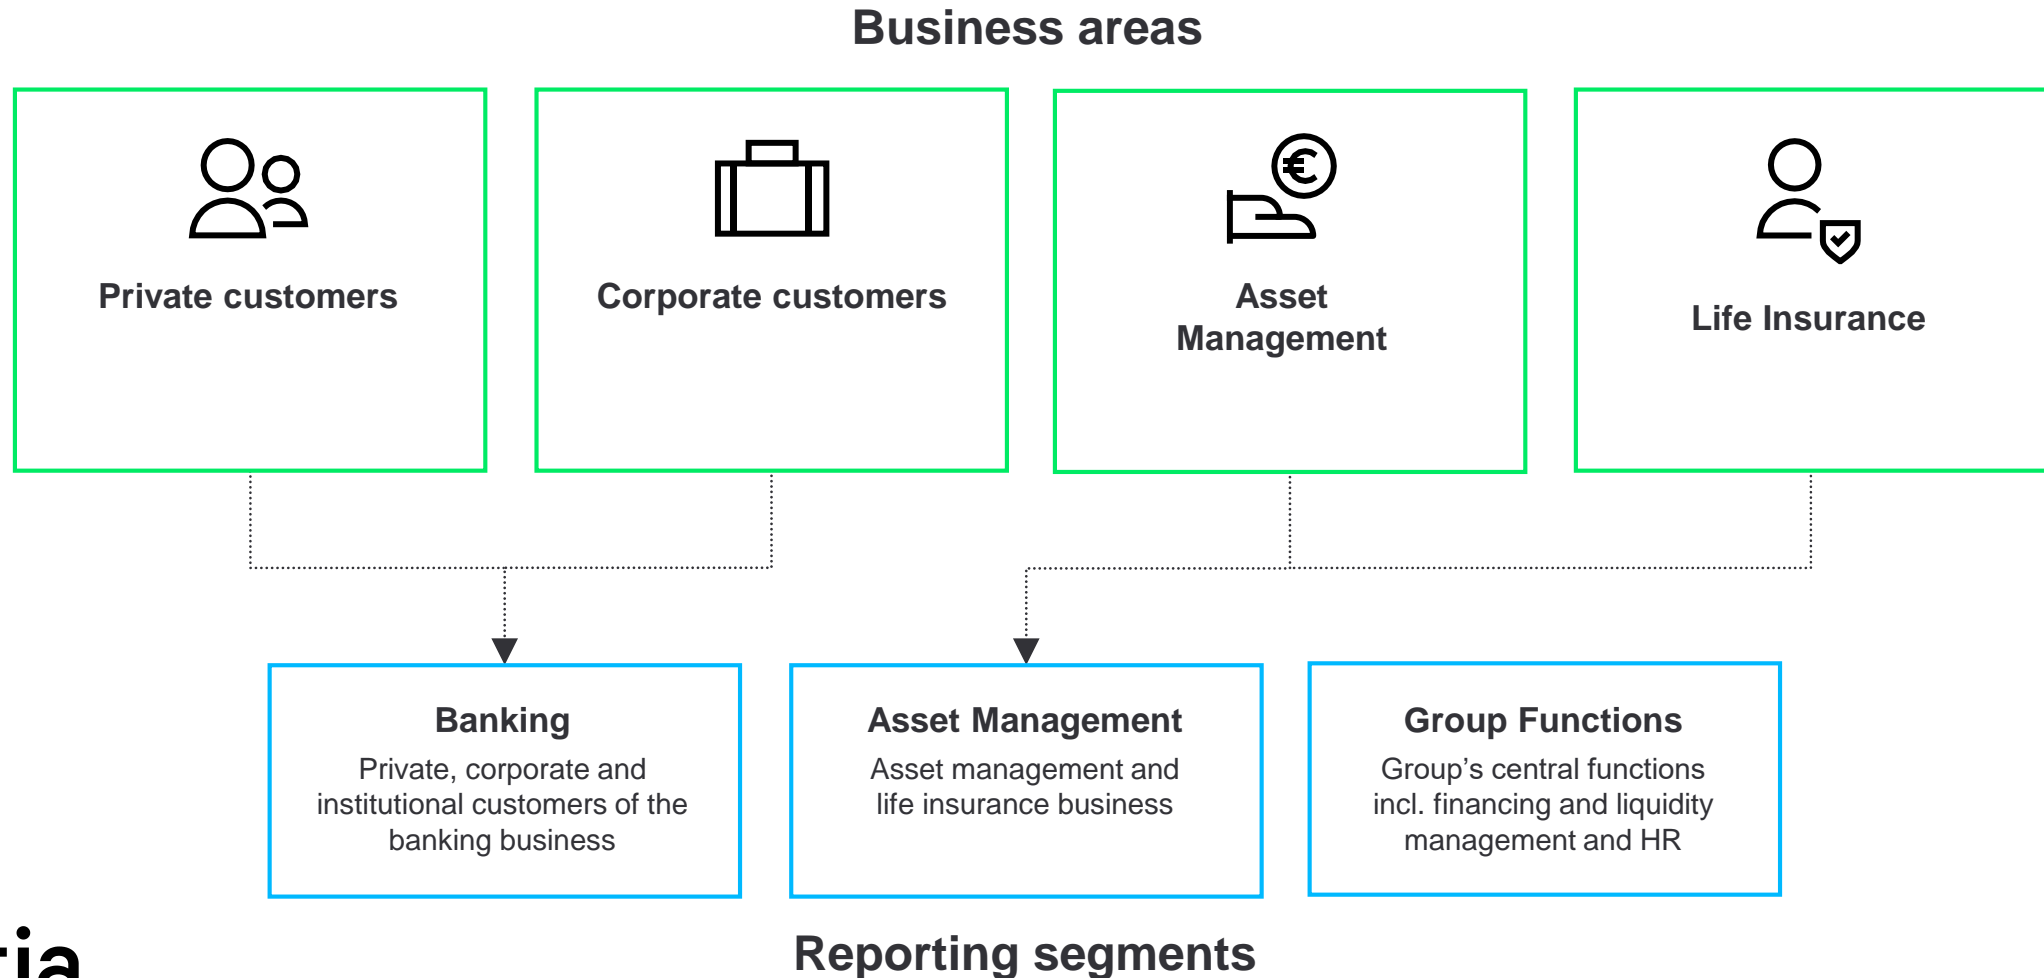 Business areas
Private customers
Corporate customers
Asset
Management
Life Insurance
Banking
Private, corporate and
institutional customers of the
banking business
Asset Management
Asset management and
life insurance business
Group Functions
Group’s central functions
incl. financing and liquidity
management and HR
Reporting segments